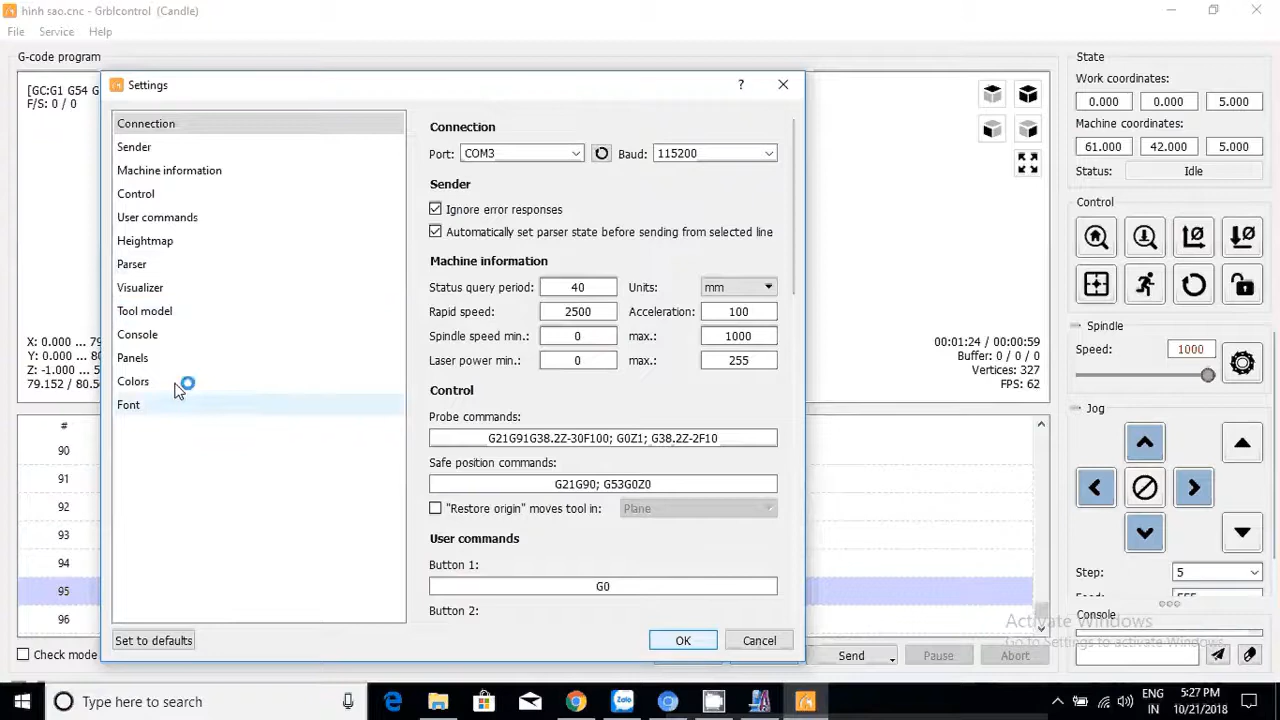 hinh sao.cnc - Grblcontrol (Candle)
File Service Help
G-code program
[GC:G1 G54 G
F/S: 0 / 0
X: 0.000 ... 79
Y: 0.000 ... 80
Z: -1.000 ... 5
79.152 / 80.5
00:01:24 / 00:00:59
Buffer: 0 / 0
Vertices: 327
FPS: 62
#
90
91
92
93
94
95
96
Check mode
Send
Pause
Abort
Settings
?
Connection
Sender
Machine information
Control
User commands
Heightmap
Parser
Visualizer
Tool model
Console
Panels
Colors
Font
Set to defaults
Connection
Port: COM3 Baud: 115200
Sender
Ignore error responses
Automatically set parser state before sending from selected line
Machine information
Status query period: 40 Units: mm
Rapid speed: 2500 Acceleration: 100
Spindle speed min.: 0 max.: 1000
Laser power min.: 0 max.: 255
Control
Probe commands:
G21G91G38.2Z-30F100; G0Z1; G38.2Z-2F10
Safe position commands:
G21G90; G53G0Z0
"Restore origin" moves tool in: Plane
User commands
Button 1:
G0
Button 2:
OK
Cancel
State
Work coordinates:
0.000 0.000 5.000
Machine coordinates:
61.000 42.000 5.000
Status: Idle
Control
Spindle
Speed: 1000
Jog
Step: 5
Console
Activate Windows
Go to Settings to activate Windows.
Type here to search
Zalo
ENG
IN
5:27 PM
10/21/2018